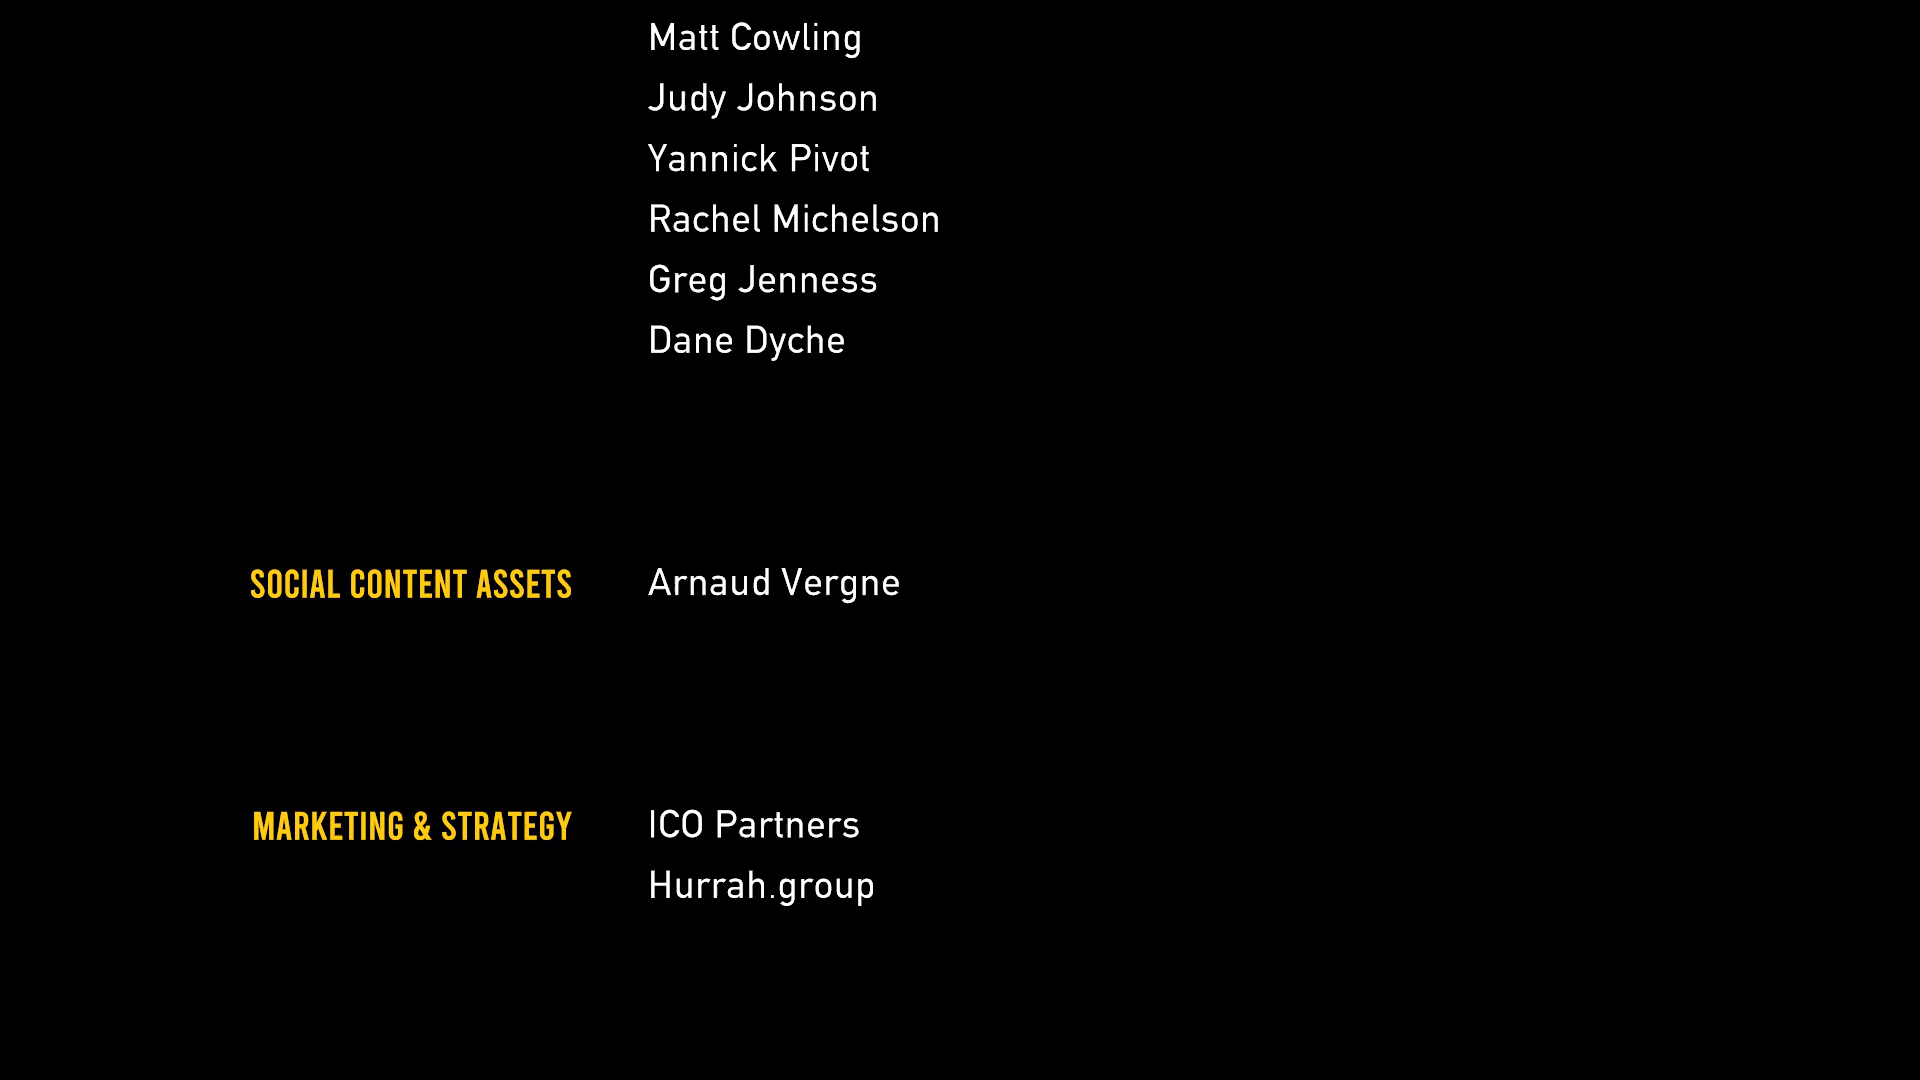 Matt Cowling
Judy Johnson
Yannick Pivot
Rachel Michelson
Greg Jenness
Dane Dyche
SOCIAL CONTENT ASSETS Arnaud Vergne
MARKETING & STRATEGY ICO Partners
Hurrah.group